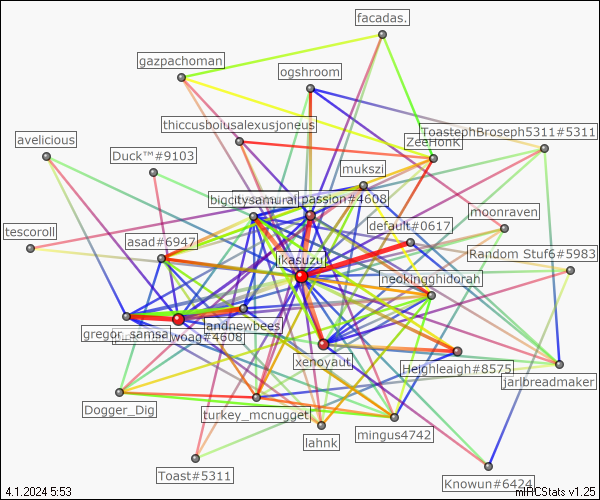 facadas.
gazpachoman
ogshroom
thiccusboiusalexusjoneus
ToastephBroseph5311#5311
ZeeHonK
avelicious
Duck™#9103
mukszi
bigcitysamurai
passion#4608
moonraven
default#0617
tescoroll
asad#6947
ikasuzu
Random Stuf6#5983
neokingghidorah
andnewbees
gregor_samsa
woag#4608
xenoyaut
Heighleaigh#8575
jarlbreadmaker
Dogger_Dig
turkey_mcnugget
lahnk
mingus4742
Toast#5311
Knowun#6424
4.1.2024 5:53
mIRCStats v1.25